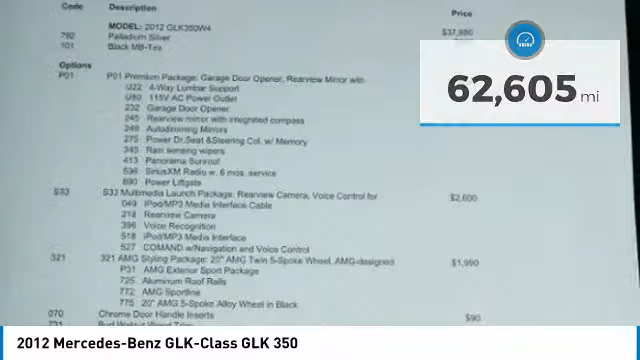 Code Description Price
MODEL: 2012 GLK350W4 $37,880
792 Palladium Silver
101 Black MB-Tex
62,605 mi
Options
P01 P01 Premium Package: Garage Door Opener, Rearview Mirror with
U22 4-Way Lumbar Support
U80 115V AC Power Outlet
232 Garage Door Opener
245 Rearview mirror with integrated compass
249 Autodimming Mirrors
275 Power Dr.Seat &Steering Col. w/ Memory
345 Rain sensing wipers
413 Panorama Sunroof
536 SiriusXM Radio w. 6 mos. service
890 Power Liftgate
S33 S33 Multimedia Launch Package: Rearview Camera, Voice Control for $2,600
049 iPod/MP3 Media Interface Cable
218 Rearview Camera
396 Voice Recognition
518 iPod/MP3 Media Interface
527 COMAND w/Navigation and Voice Control
321 321 AMG Styling Package: 20" AMG Twin 5-Spoke Wheel, AMG-designed $1,990
P31 AMG Exterior Sport Package
725 Aluminum Roof Rails
772 AMG Sportline
775 20" AMG 5-Spoke Alloy Wheel in Black
070 Chrome Door Handle Inserts $90
731 Burl Walnut Wood Trim
2012 Mercedes-Benz GLK-Class GLK 350